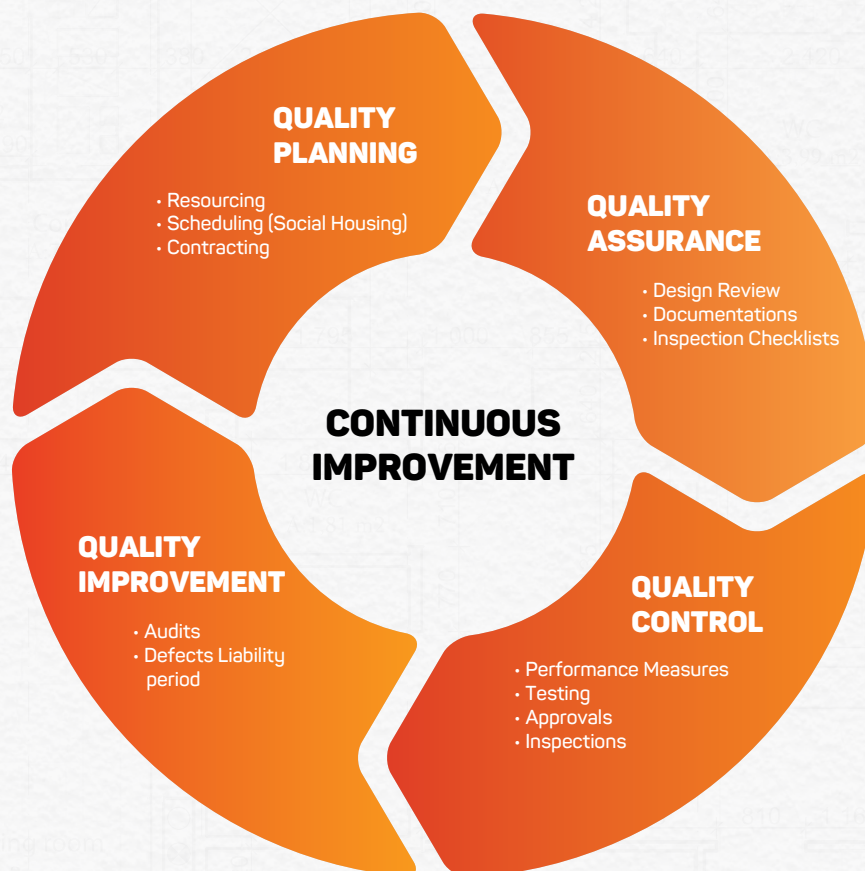 QUALITY
PLANNING
• Resourcing
• Scheduling (Social Housing)
• Contracting
QUALITY
ASSURANCE
• Design Review
• Documentations
• Inspection Checklists
CONTINUOUS
IMPROVEMENT
QUALITY
IMPROVEMENT
• Audits
• Defects Liability
period
QUALITY
CONTROL
• Performance Measures
• Testing
• Approvals
• Inspections